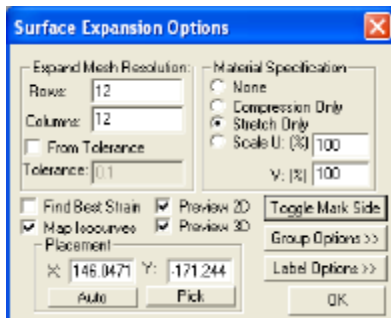 Surface Expansion Options
Expand Mesh Resolution:
Rows: 12
Columns: 12
From Tolerance
Tolerance: 0.1
Material Specification
None
Compression Only
Stretch Only
Scale U: (%) 100
V: (%) 100
Find Best Strain
Preview 2D
Map Isocurves
Preview 3D
Placement
X: 146.0471 Y: -171.244
Auto
Pick
Toggle Mark Side
Group Options >>
Label Options >>
OK